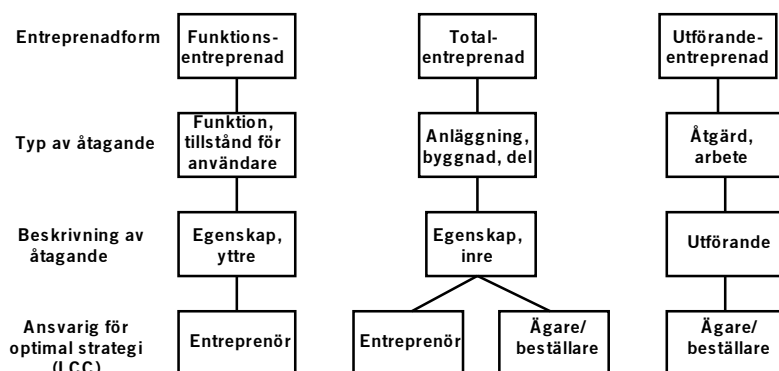 Entreprenadform
Funktions-
entreprenad
Total-
entreprenad
Utförande-
entreprenad
Typ av åtagande
Funktion,
tillstånd för
användare
Anläggning,
byggnad, del
Åtgärd,
arbete
Beskrivning av
åtagande
Egenskap,
yttre
Egenskap,
inre
Utförande
Ansvarig för
optimal strategi
(LCC)
Entreprenör
Entreprenör
Ägare/
beställare
Ägare/
beställare